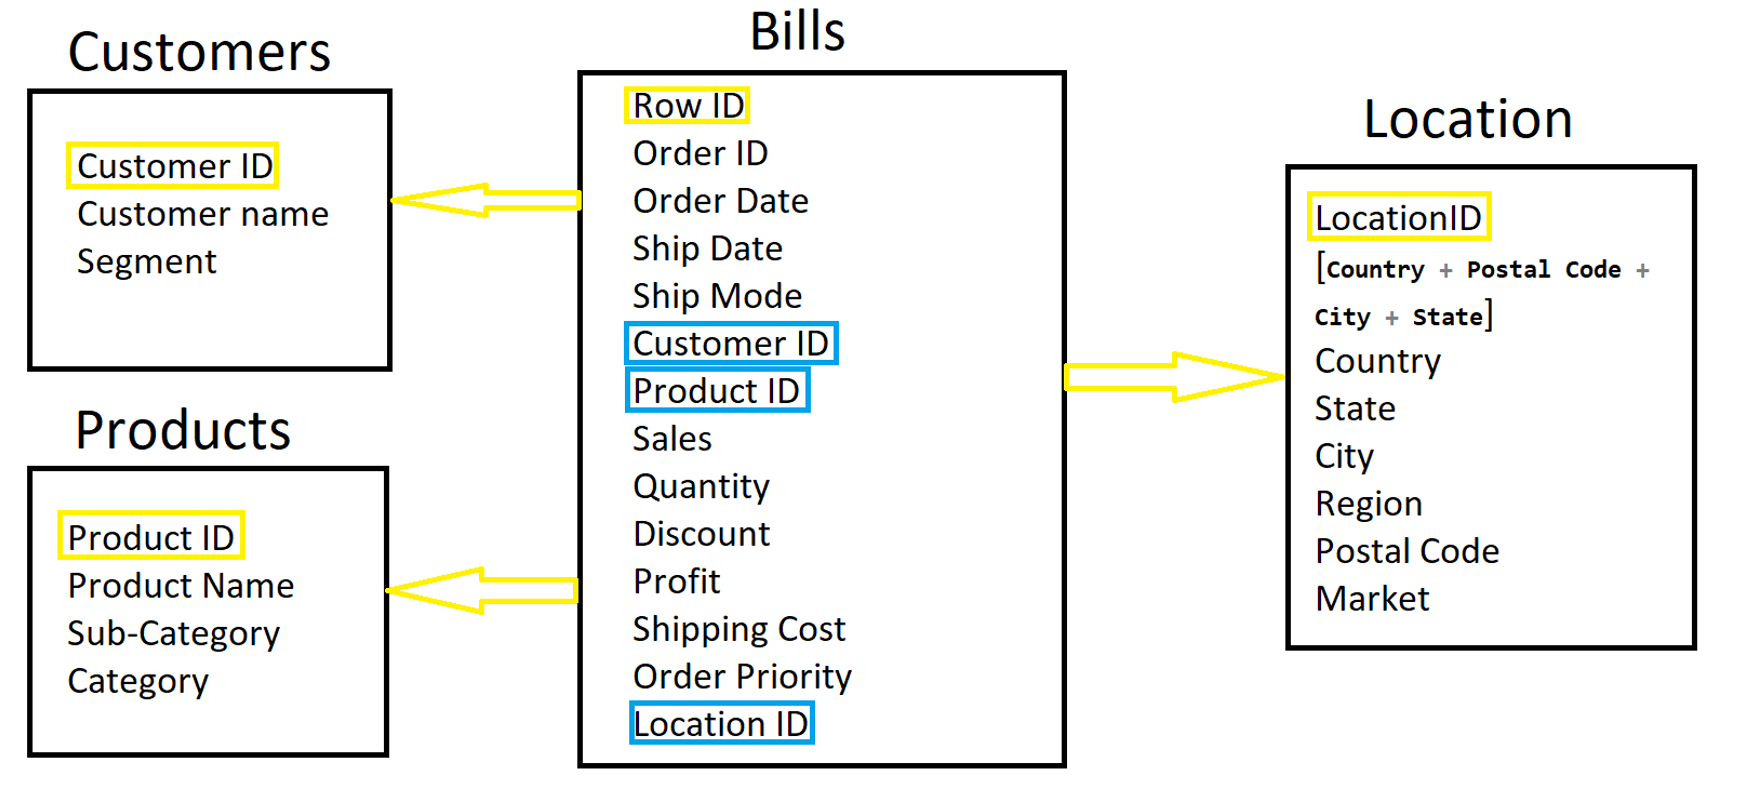 Customers
Customer ID
Customer name
Segment
Products
Product ID
Product Name
Sub-Category
Category
Bills
Row ID
Order ID
Order Date
Ship Date
Ship Mode
Customer ID
Product ID
Sales
Quantity
Discount
Profit
Shipping Cost
Order Priority
Location ID
Location
LocationID
[Country + Postal Code +
City + State]
Country
State
City
Region
Postal Code
Market